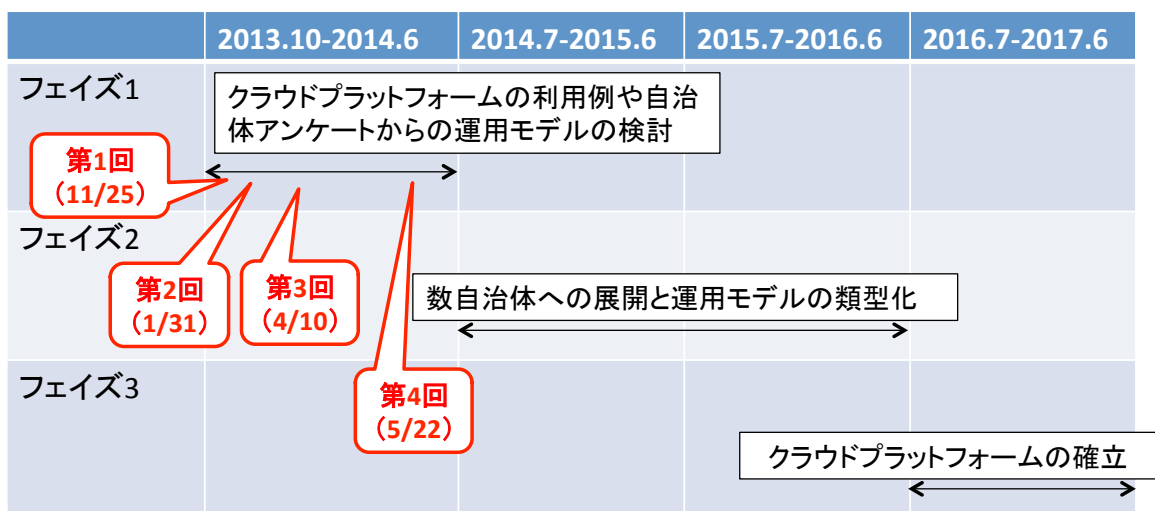 2013.10-2014.6
2014.7-2015.6
2015.7-2016.6
2016.7-2017.6
フェイズ1
クラウドプラットフォームの利用例や自治
体アンケートからの運用モデルの検討
第1回
（11/25）
フェイズ2
第2回
（1/31）
第3回
（4/10）
数自治体への展開と運用モデルの類型化
フェイズ3
第4回
（5/22）
クラウドプラットフォームの確立